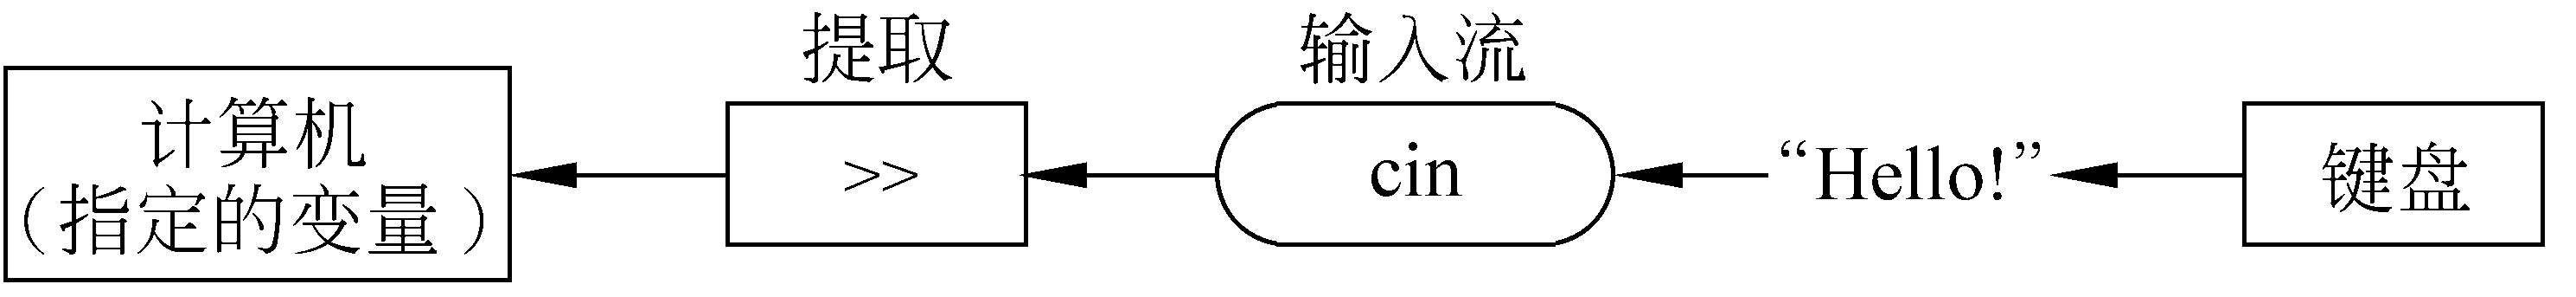 提取
输入流
计算机
（指定的变量）
>>
cin
“Hello!”
键盘